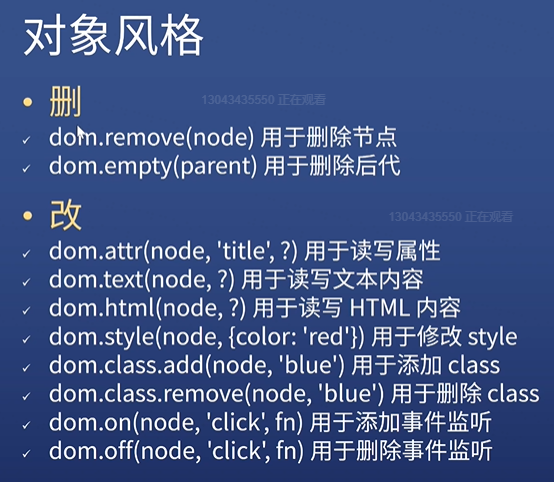 对象风格
• 删
13043435550 正在观看
✓ dom.remove(node) 用于删除节点
✓ dom.empty(parent) 用于删除后代
• 改
13043435550 正在观看
✓ dom.attr(node, 'title', ?) 用于读写属性
✓ dom.text(node, ?) 用于读写文本内容
✓ dom.html(node, ?) 用于读写 HTML 内容
✓ dom.style(node, {color: 'red'}) 用于修改 style
✓ dom.class.add(node, 'blue') 用于添加 class
✓ dom.class.remove(node, 'blue') 用于删除 class
✓ dom.on(node, 'click', fn) 用于添加事件监听
✓ dom.off(node, 'click', fn) 用于删除事件监听